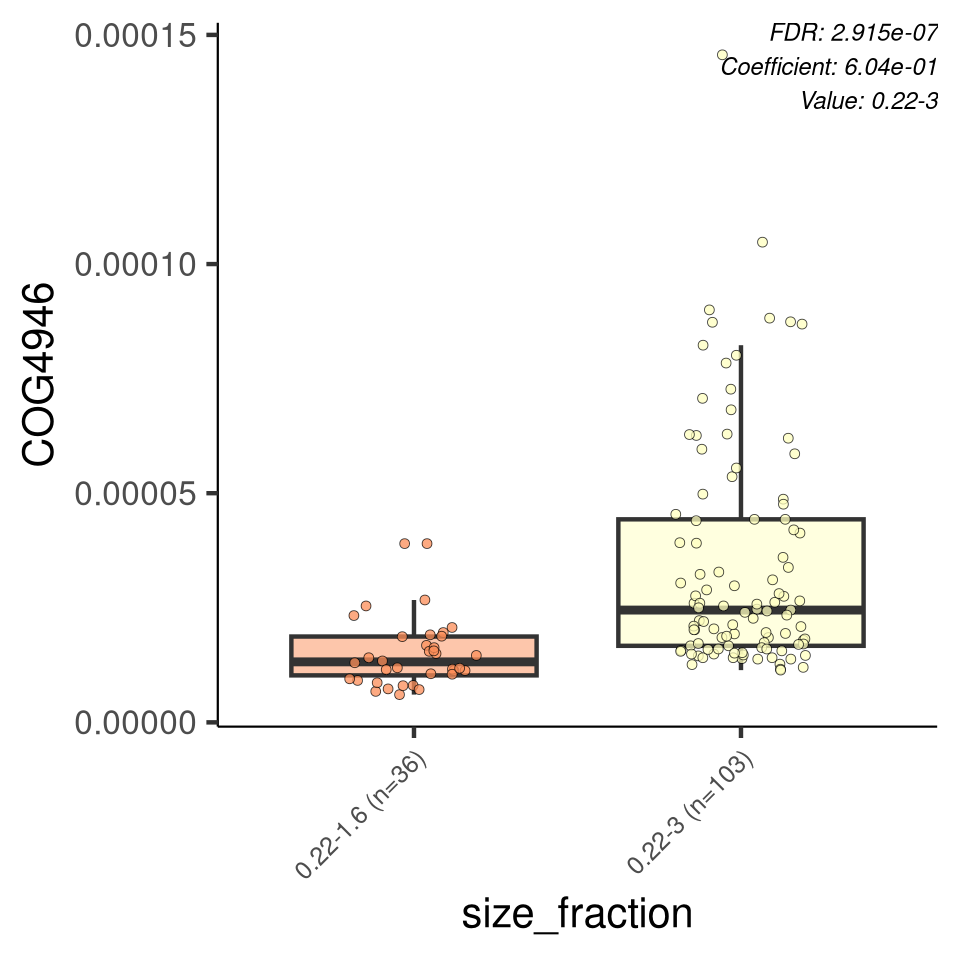 FDR: 2.915e-07
Coefficient: 6.04e-01
Value: 0.22-3
0.00015
0.00010
0.00005
0.00000
COG4946
0.22-1.6 (n=36)
0.22-3 (n=103)
size_fraction